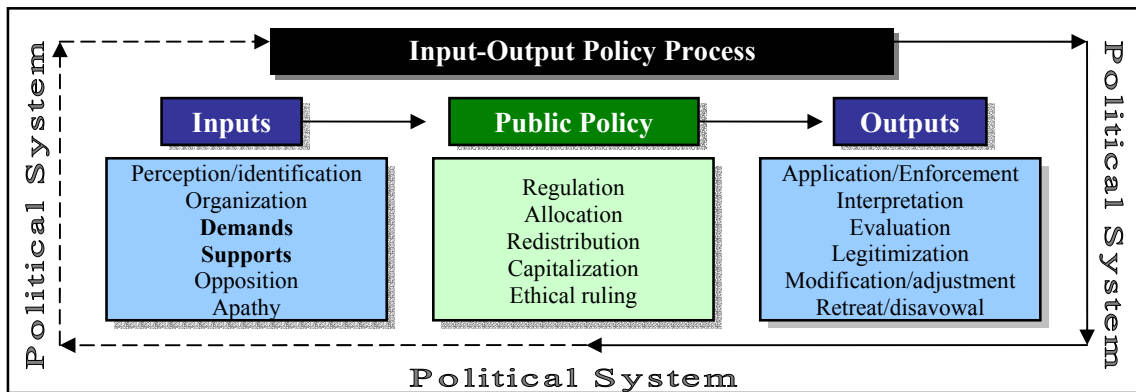 Input-Output Policy Process
Political System
Inputs
Perception/identification
Organization
Demands
Supports
Opposition
Apathy
Public Policy
Regulation
Allocation
Redistribution
Capitalization
Ethical ruling
Outputs
Application/Enforcement
Interpretation
Evaluation
Legitimization
Modification/adjustment
Retreat/disavowal
Political System
Political System